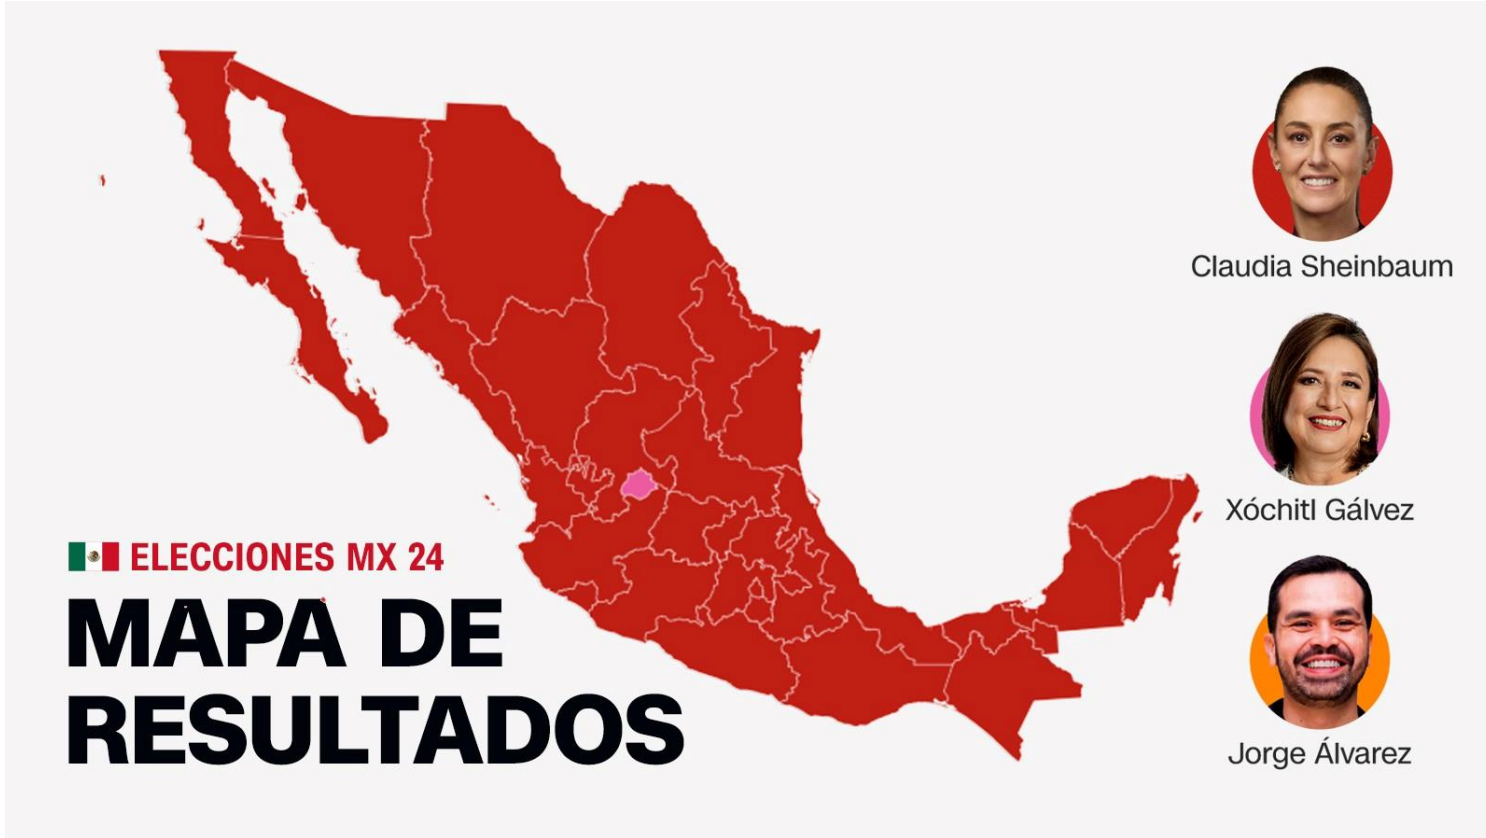 ELECCIONES MX 24
MAPA DE
RESULTADOS
Claudia Sheinbaum
Xóchitl Gálvez
Jorge Álvarez